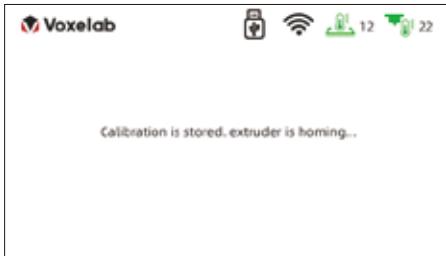 Voxelab 12 22
Calibration is stored. extruder is homing...